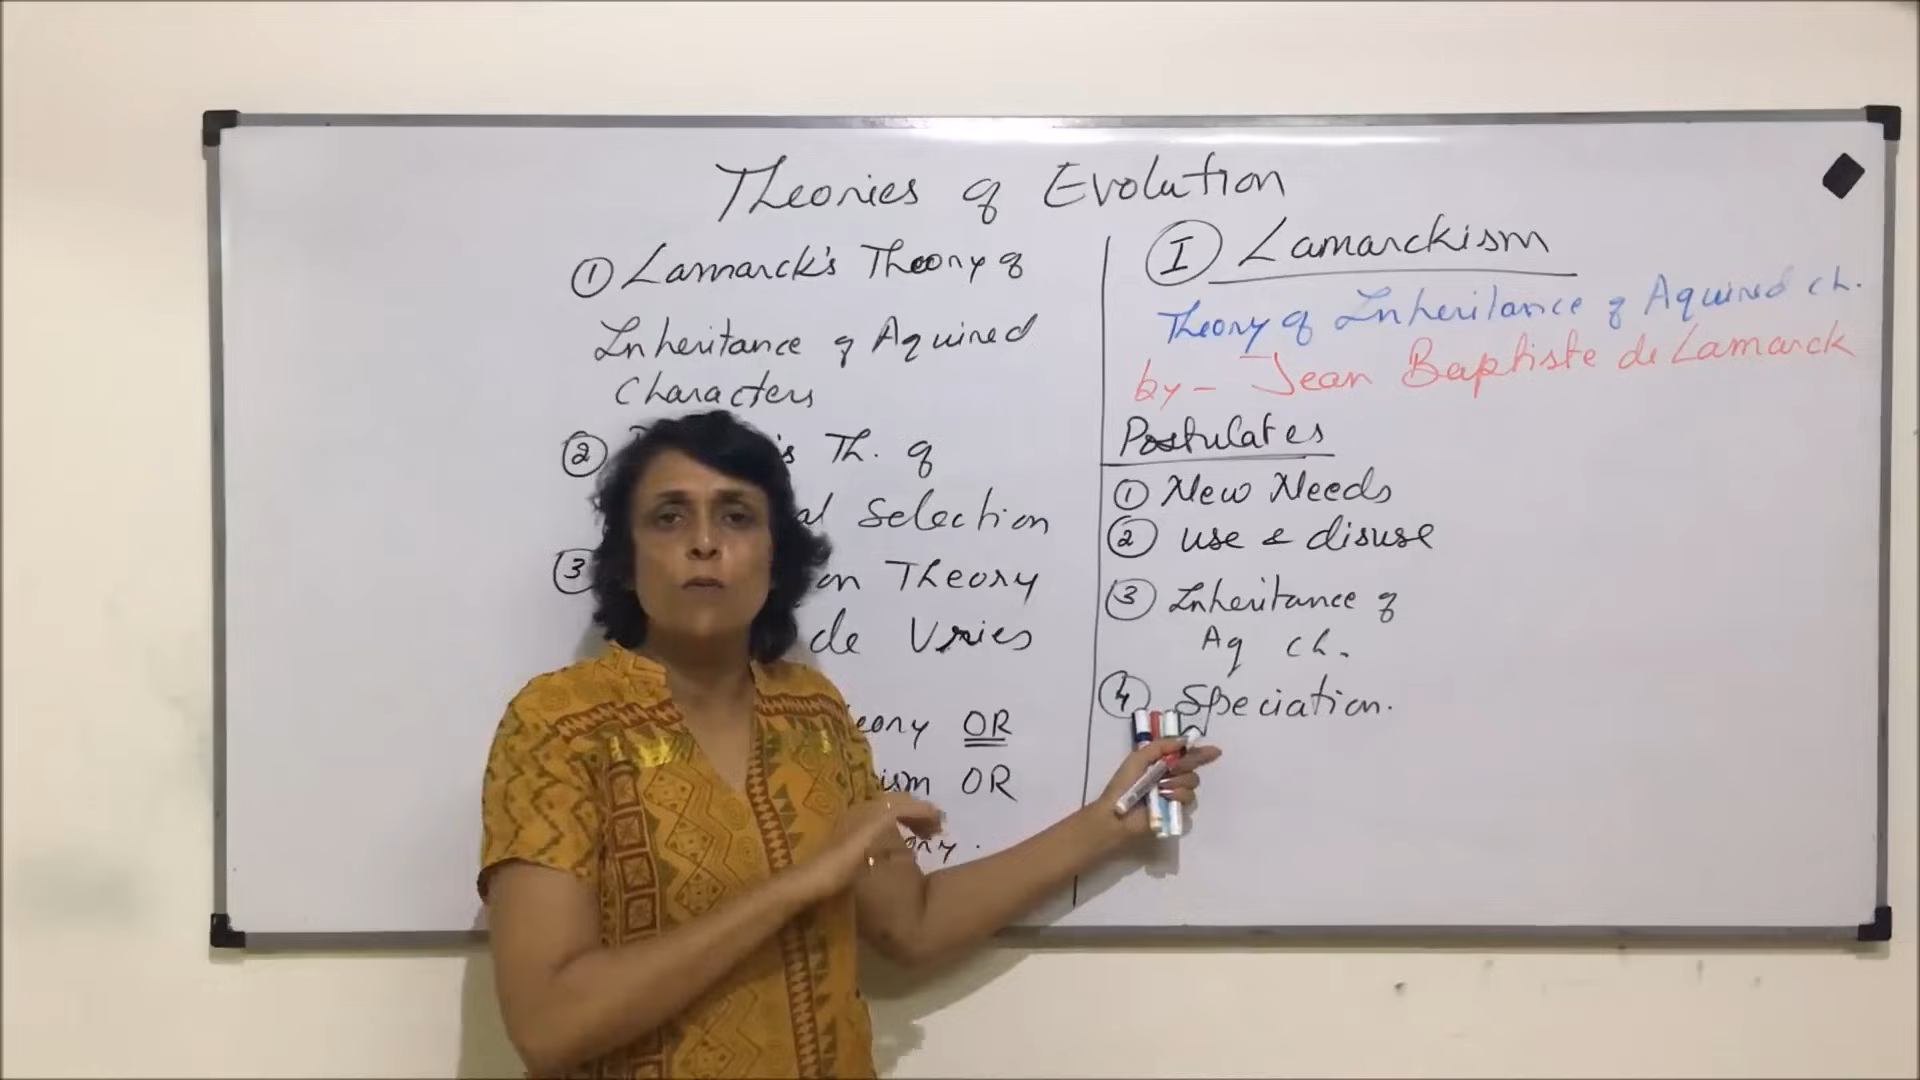 Theories of Evolution
① Lamarck's Theory of
Inheritance of Aquired
Characters
② Th. of
Selection
③ Theory
de Vries
OR
OR
Ⓘ Lamarckism
Theory of Inheritance of Aquired ch.
by - Jean Baptiste de Lamarck
Postulates
① New Needs
② use & disuse
③ Inheritance of
Aq ch.
④ Speciation.